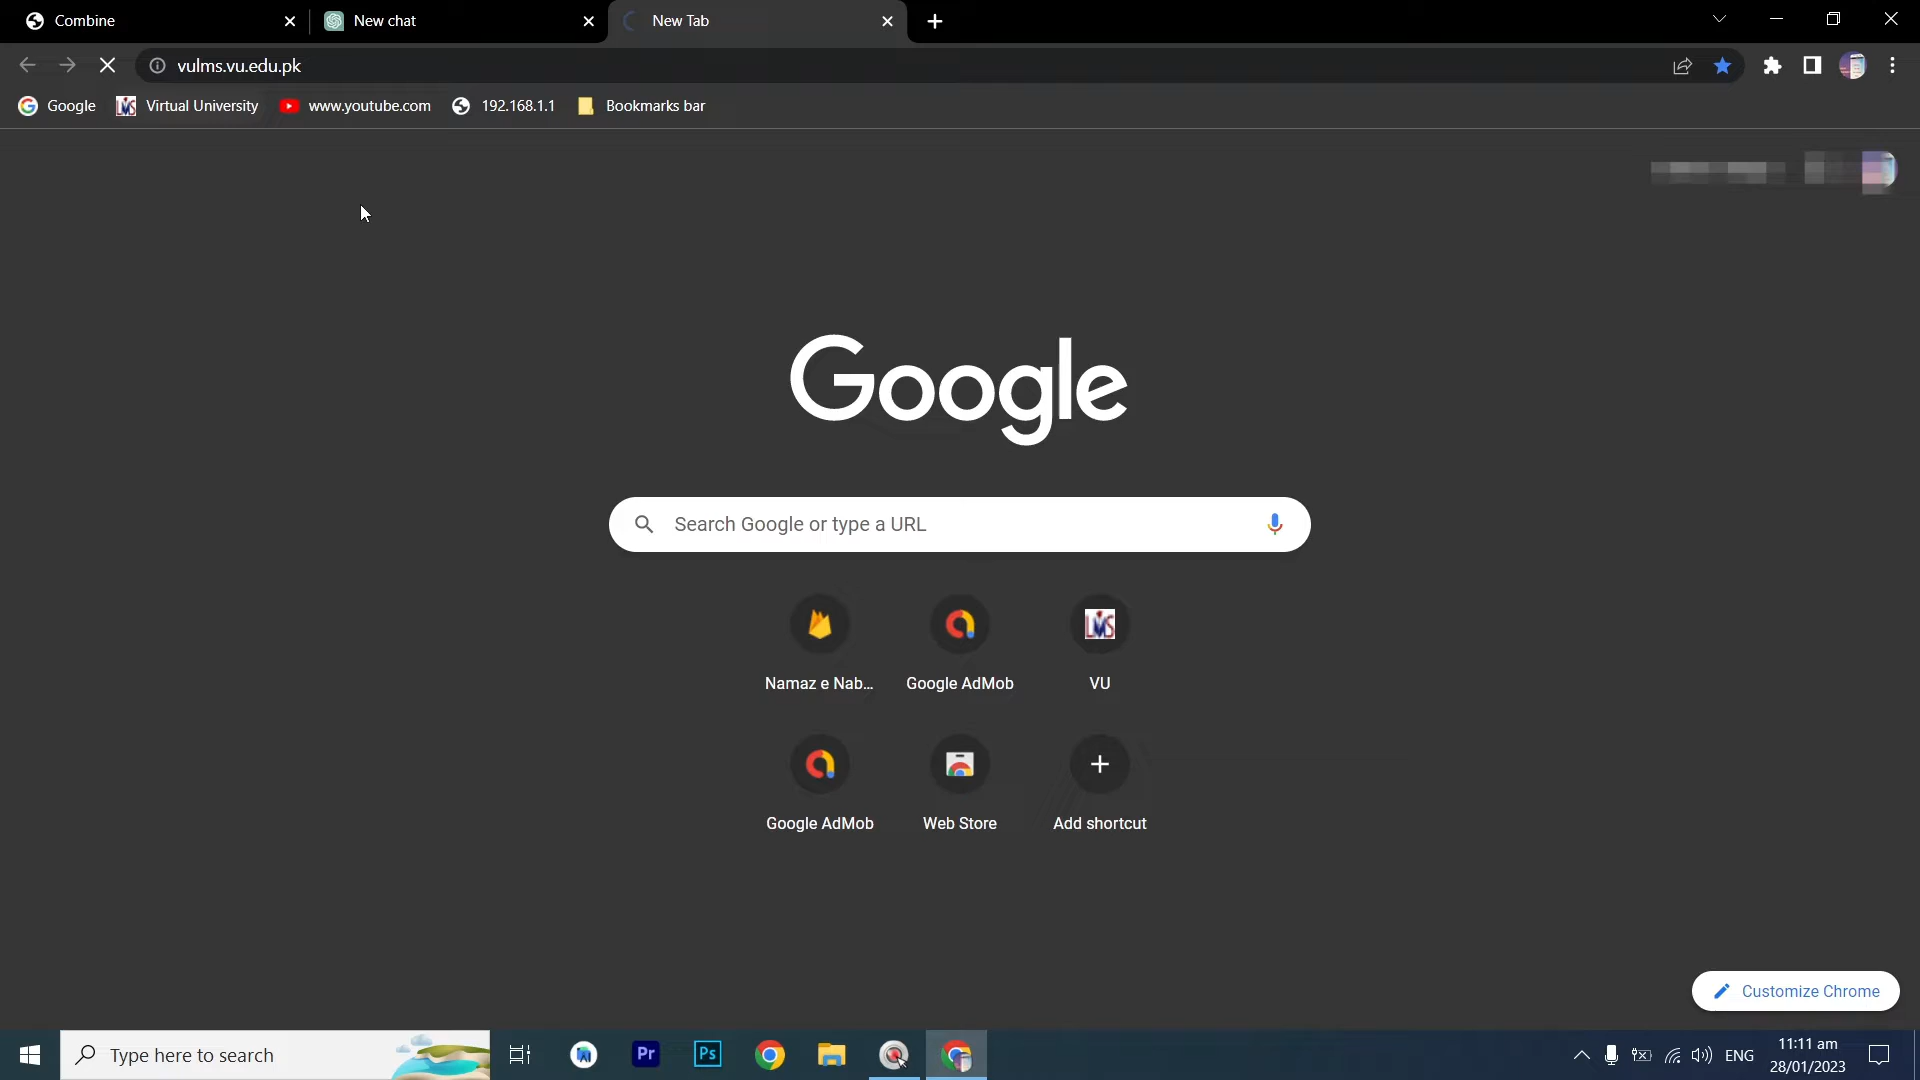 Combine
New chat
New Tab
vulms.vu.edu.pk
Google
Virtual University
www.youtube.com
192.168.1.1
Bookmarks bar
Google
Search Google or type a URL
Namaz e Nab...
Google AdMob
LMS
VU
Google AdMob
Web Store
Add shortcut
Customize Chrome
Type here to search
Pr
Ps
ENG
11:11 am
28/01/2023